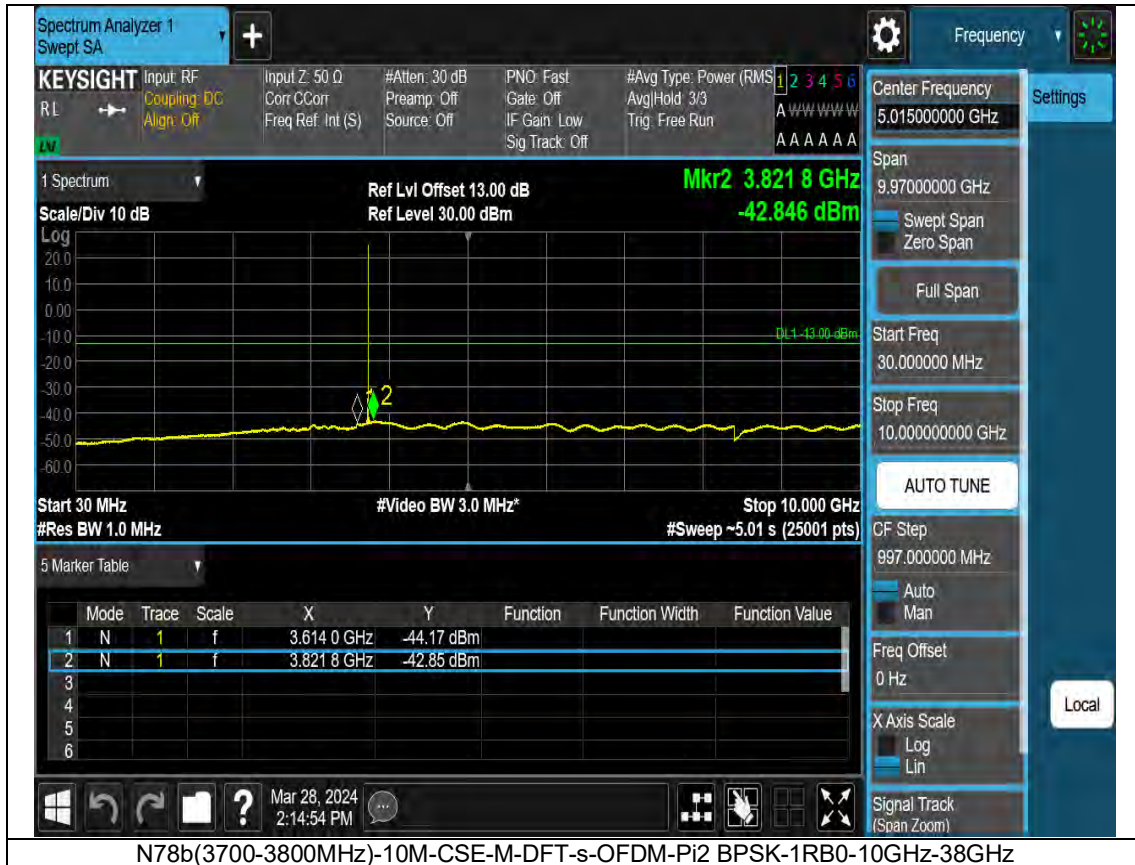 Spectrum Analyzer 1
Swept SA
Frequency
KEYSIGHT
RL
Input: RF
Coupling: DC
Align: Off
Input Z: 50 Ω
Corr CCorr
Freq Ref: Int (S)
#Atten: 30 dB
Preamp: Off
Source: Off
PNO: Fast
Gate: Off
IF Gain: Low
Sig Track: Off
#Avg Type: Power (RMS
Avg|Hold: 3/3
Trig: Free Run
1 2 3 4 5 6
A W W W W W
A A A A A A
1 Spectrum
Scale/Div 10 dB
Ref Lvl Offset 13.00 dB
Ref Level 30.00 dBm
Mkr2 3.821 8 GHz
-42.846 dBm
Log
20.0
10.0
0.00
-10.0
-20.0
-30.0
-40.0
-50.0
-60.0
DL1 -13.00 dBm
2
Start 30 MHz
#Video BW 3.0 MHz*
Stop 10.000 GHz
#Res BW 1.0 MHz
#Sweep ~5.01 s (25001 pts)
5 Marker Table
Mode Trace Scale X Y Function Function Width Function Value
1 N 1 f 3.614 0 GHz -44.17 dBm
2 N 1 f 3.821 8 GHz -42.85 dBm
3
4
5
6
Mar 28, 2024
2:14:54 PM
Center Frequency
5.015000000 GHz
Settings
Span
9.97000000 GHz
Swept Span
Zero Span
Full Span
Start Freq
30.000000 MHz
Stop Freq
10.000000000 GHz
AUTO TUNE
CF Step
997.000000 MHz
Auto
Man
Freq Offset
0 Hz
Local
X Axis Scale
Log
Lin
Signal Track
(Span Zoom)
N78b(3700-3800MHz)-10M-CSE-M-DFT-s-OFDM-Pi2 BPSK-1RB0-10GHz-38GHz